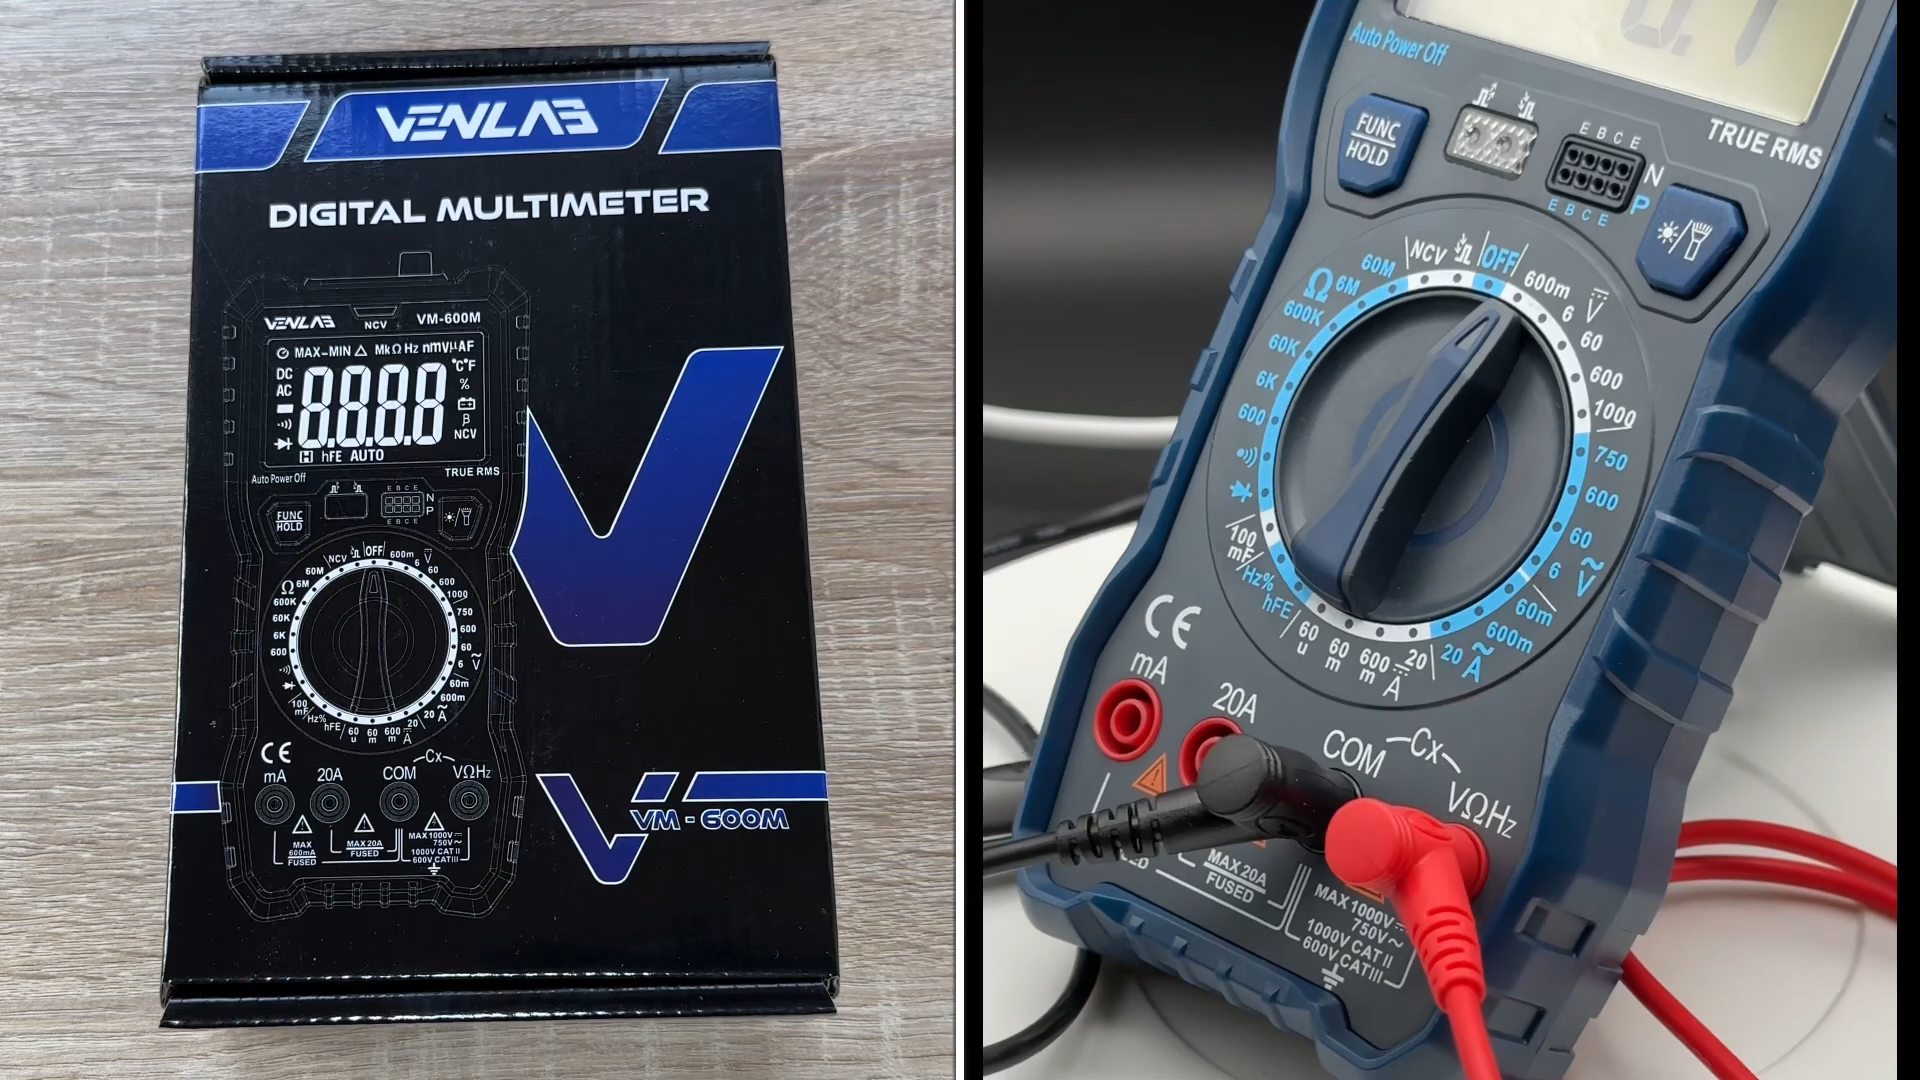 VENLAB
DIGITAL MULTIMETER
VENLAB
NCV
VM-600M
MAX-MIN △ MkΩHz nmVµAF
DC
AC
8.8.8.8
°C°F
%
β
NCV
H hFE AUTO
Auto Power Off
TRUE RMS
FUNC
HOLD
E B C E
N
P
E B C E
NCV
OFF
600m
6
V
60
600
1000
750
600
60
6
V
60m
600m
20
A
20
600
m
A
60
m
60
u
hFE
Hz%
100
mF
600
6K
60K
600K
Ω
6M
60M
CE
mA
20A
COM
Cx
VΩHz
MAX
600mA
FUSED
MAX 20A
FUSED
MAX 1000V
750V~
1000V CAT II
600V CAT III
VM - 600M
0.1
Auto Power Off
TRUE RMS
FUNC
HOLD
E B C E
N
P
E B C E
NCV
OFF
600m
6
V
60
600
1000
750
600
60
6
V
60m
600m
20
A
20
600
m
A
60
m
60
u
hFE
Hz%
100
mF
600
6K
60K
600K
Ω
6M
60M
CE
mA
20A
COM
Cx
VΩHz
MAX 20A
FUSED
MAX 1000V
750V~
1000V CAT II
600V CAT III